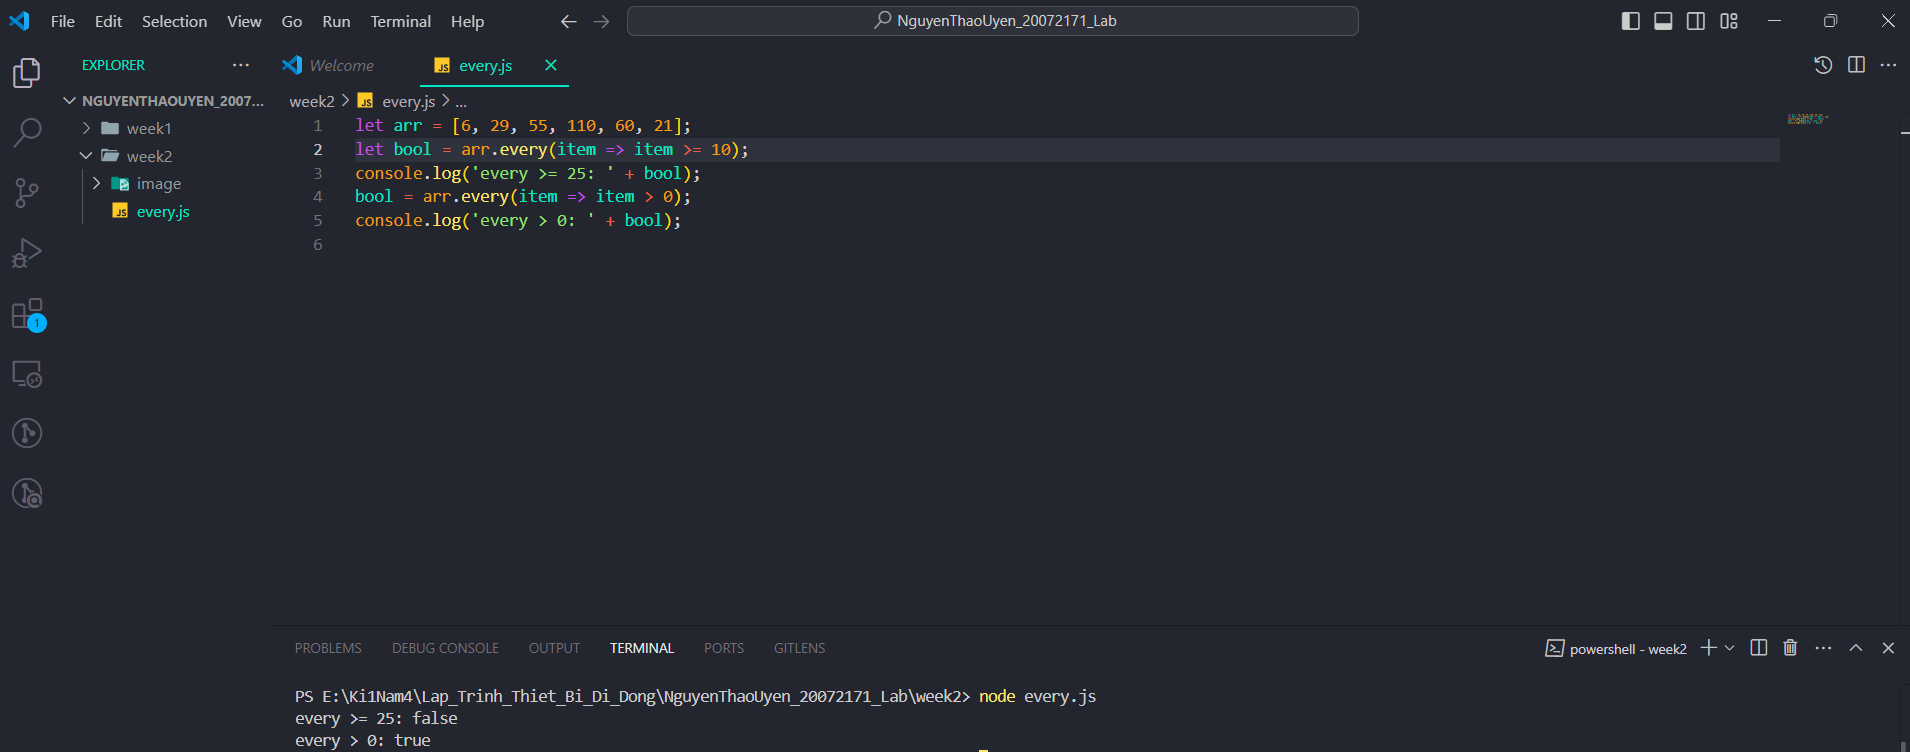 File Edit Selection View Go Run Terminal Help
NguyenThaoUyen_20072171_Lab
EXPLORER
Welcome
every.js
NGUYENTHAOUYEN_2007...
week1
week2
image
every.js
1
week2 > every.js > ...
1 let arr = [6, 29, 55, 110, 60, 21];
2 let bool = arr.every(item => item >= 10);
3 console.log('every >= 25: ' + bool);
4 bool = arr.every(item => item > 0);
5 console.log('every > 0: ' + bool);
6
PROBLEMS DEBUG CONSOLE OUTPUT TERMINAL PORTS GITLENS
powershell - week2
PS E:\Ki1Nam4\Lap_Trinh_Thiet_Bi_Di_Dong\NguyenThaoUyen_20072171_Lab\week2> node every.js
every >= 25: false
every > 0: true